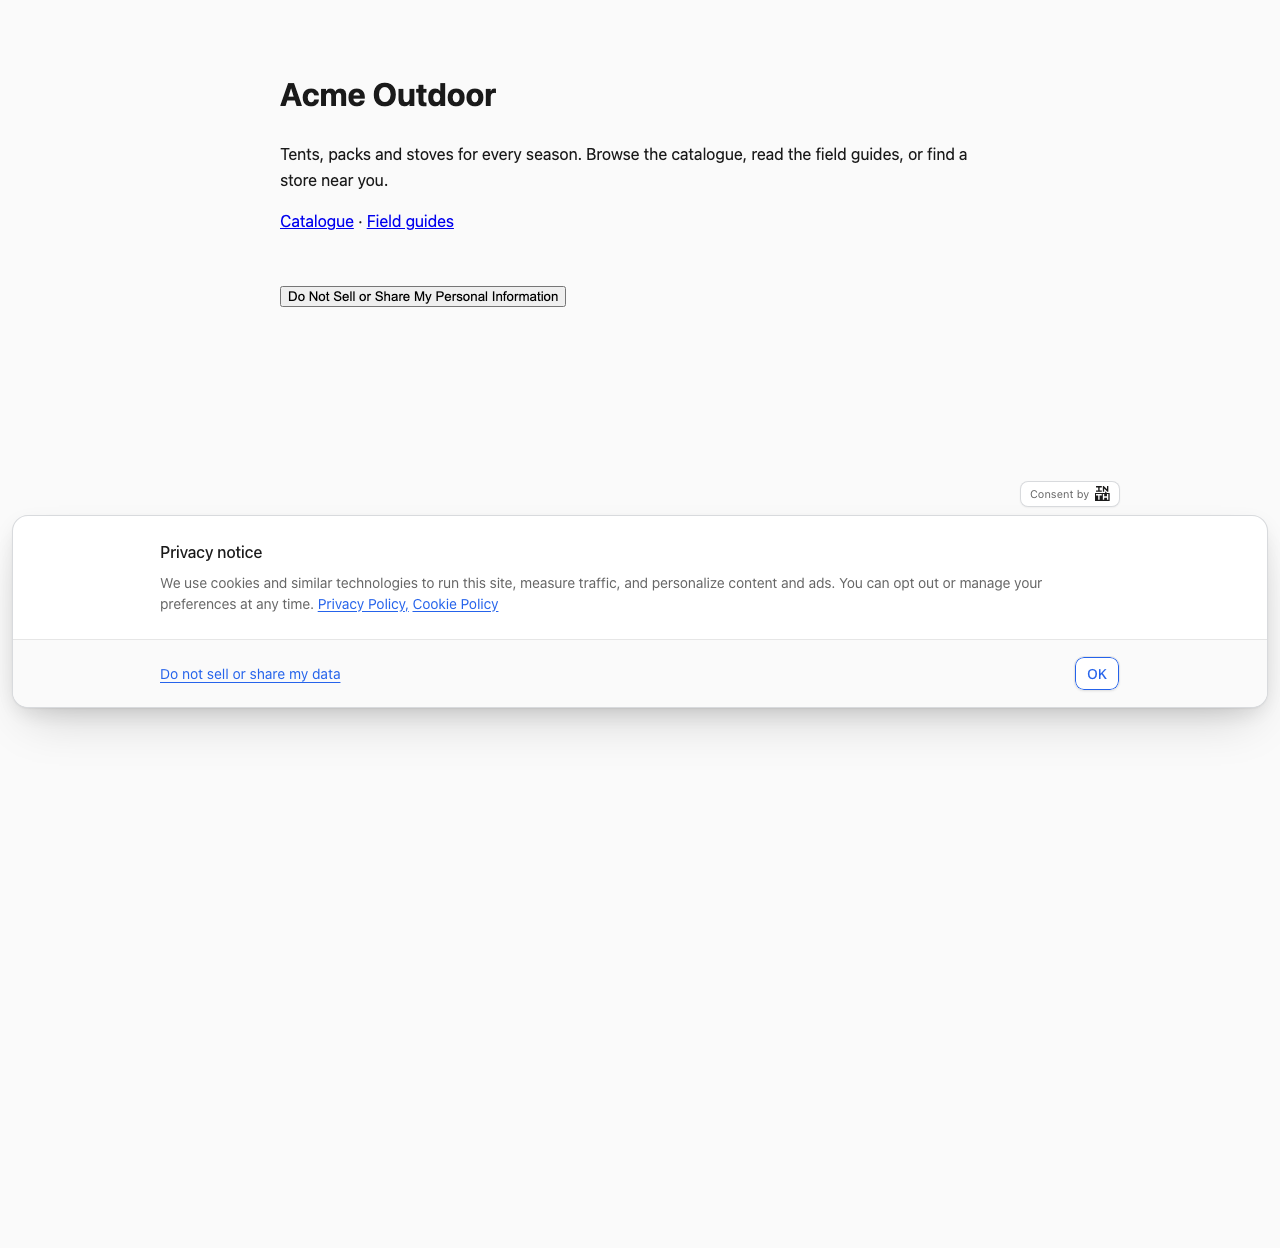 Acme Outdoor
Tents, packs and stoves for every season. Browse the catalogue, read the field guides, or find a
store near you.
Catalogue · Field guides
Do Not Sell or Share My Personal Information
Consent by INTH
Privacy notice
We use cookies and similar technologies to run this site, measure traffic, and personalize content and ads. You can opt out or manage your
preferences at any time. Privacy Policy, Cookie Policy
Do not sell or share my data
OK